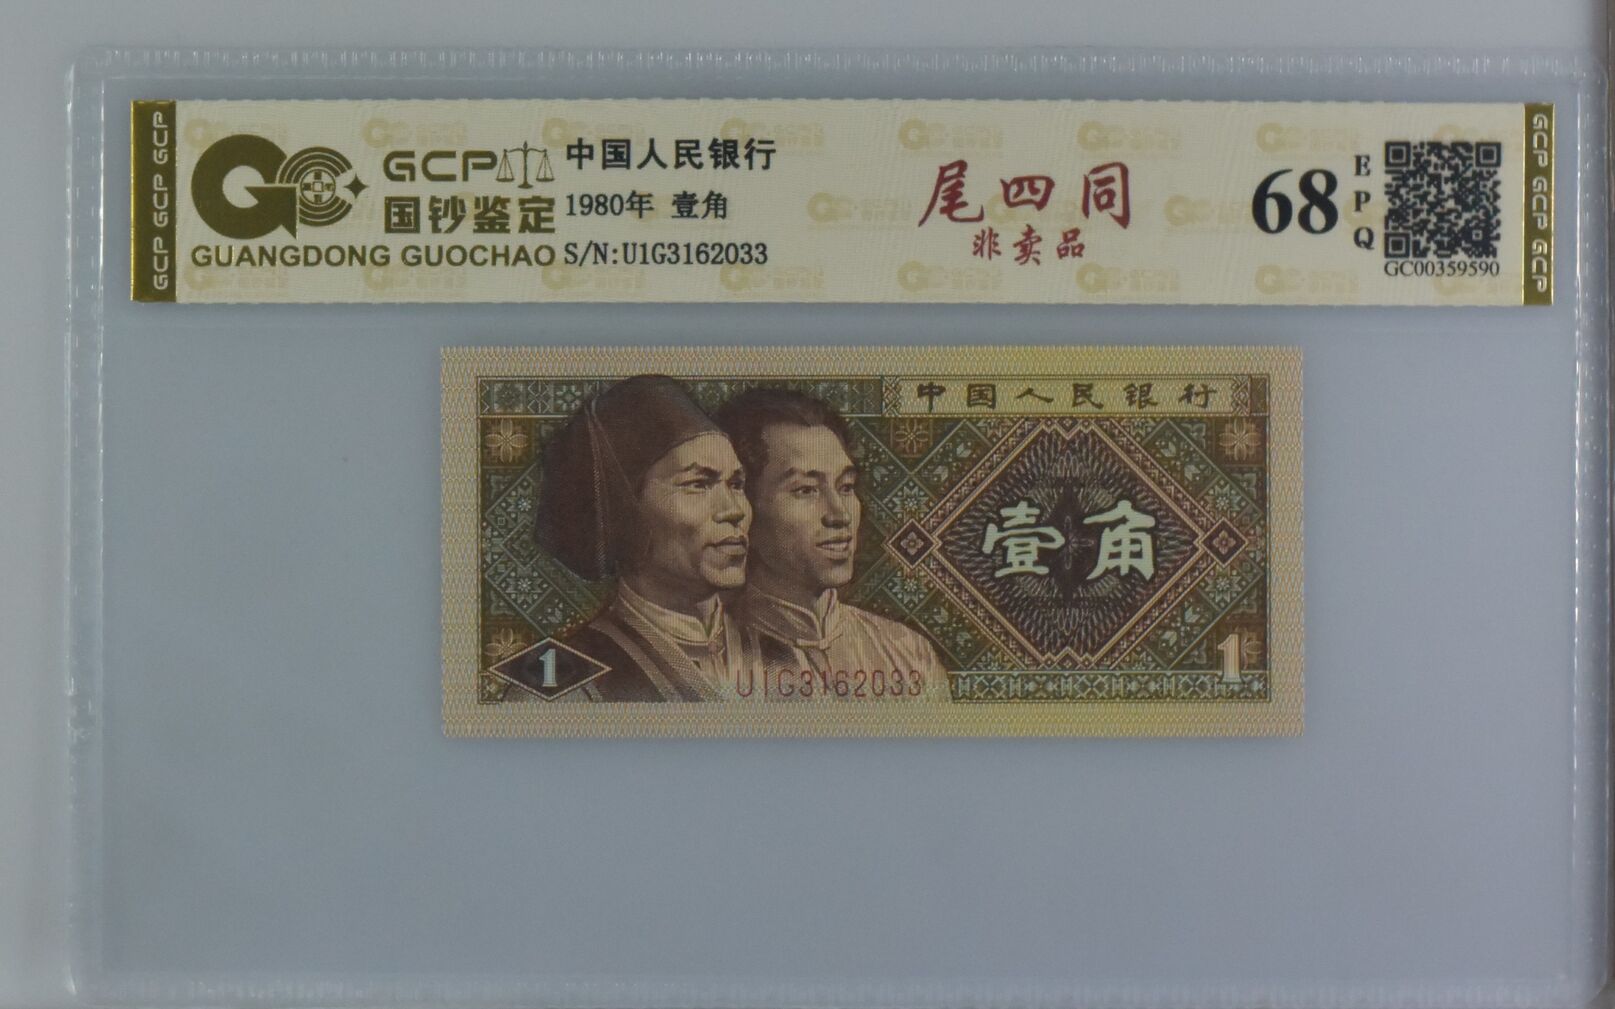 GCP GCP GCP
GCP
国钞鉴定
GUANGDONG GUOCHAO
中国人民银行
1980年 壹角
S/N:U1G3162033
尾四同
非卖品
68
EPQ
GC00359590
GCP GCP GCP
中国人民银行
壹角
1
1
U1G3162033